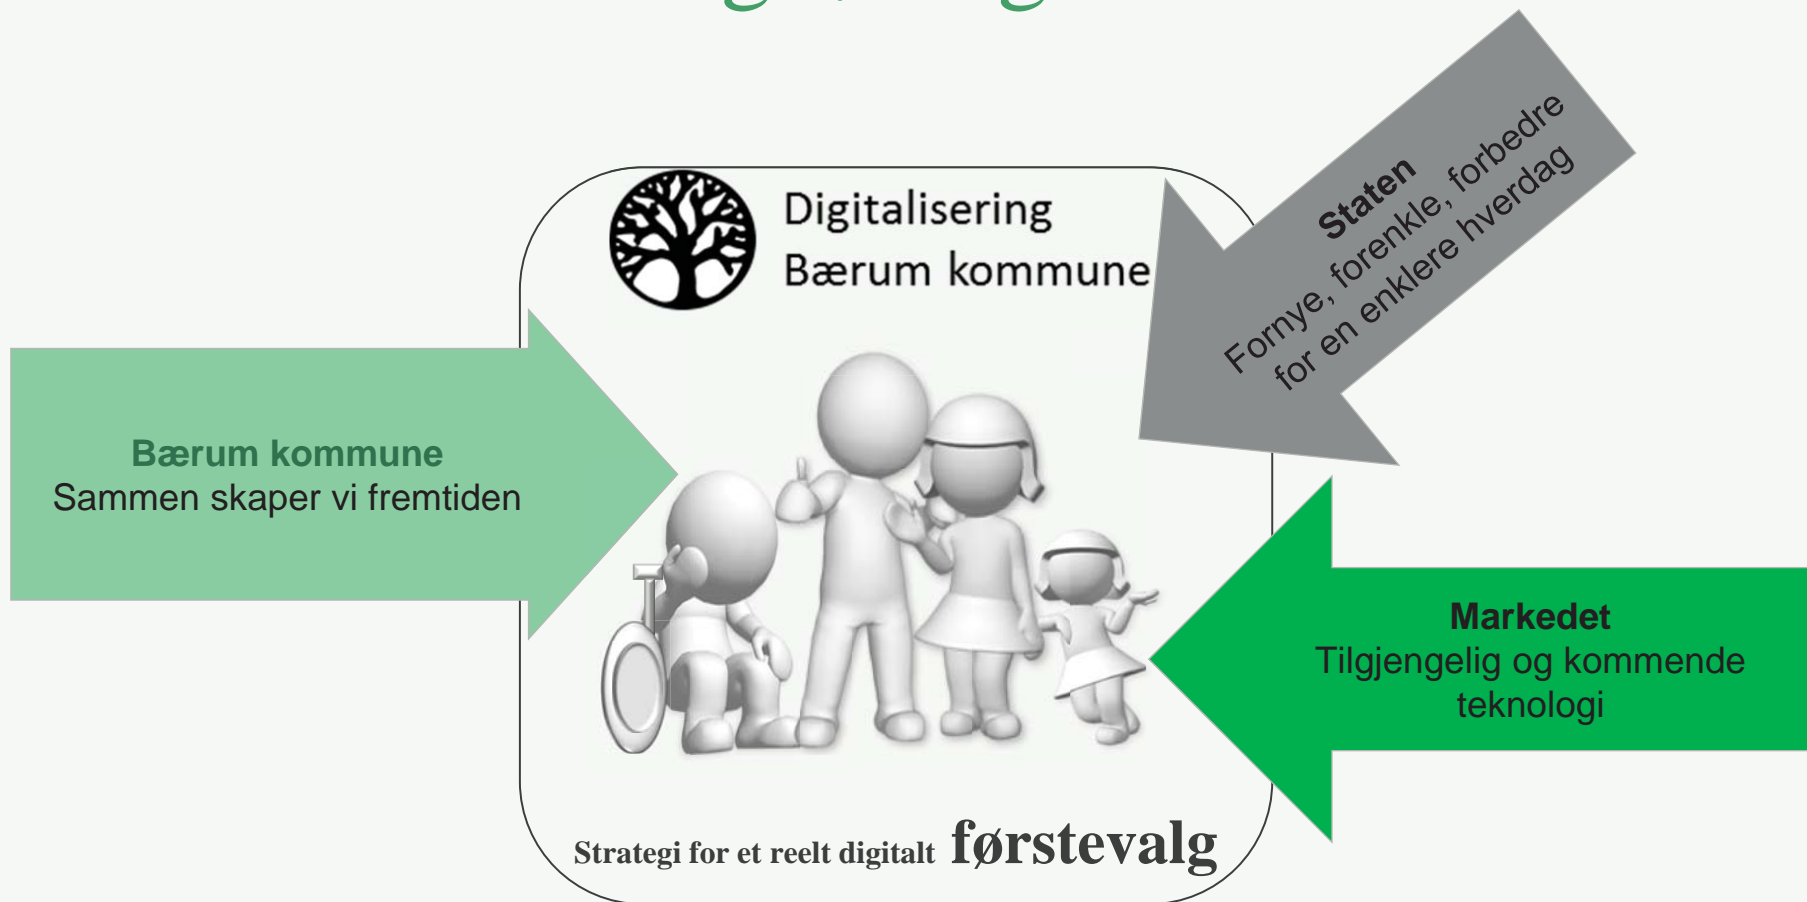 Digitalisering
Bærum kommune
Staten
Fornye, forenkle, forbedre
for en enklere hverdag
Bærum kommune
Sammen skaper vi fremtiden
Markedet
Tilgjengelig og kommende
teknologi
Strategi for et reelt digitalt førstevalg